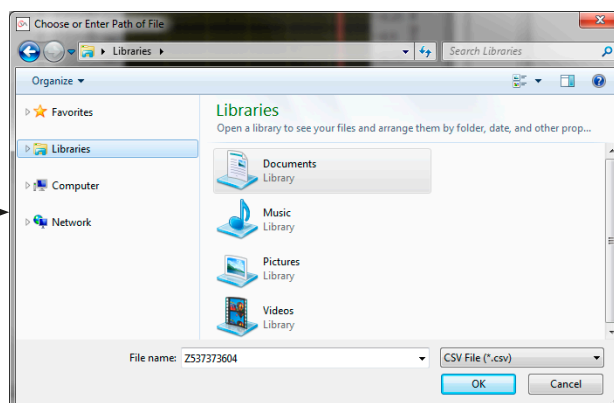 Choose or Enter Path of File
Libraries
Search Libraries
Organize
Favorites
Libraries
Computer
Network
Libraries
Open a library to see your files and arrange them by folder, date, and other prop...
Documents
Library
Music
Library
Pictures
Library
Videos
Library
File name: Z537373604
CSV File (*.csv)
OK Cancel